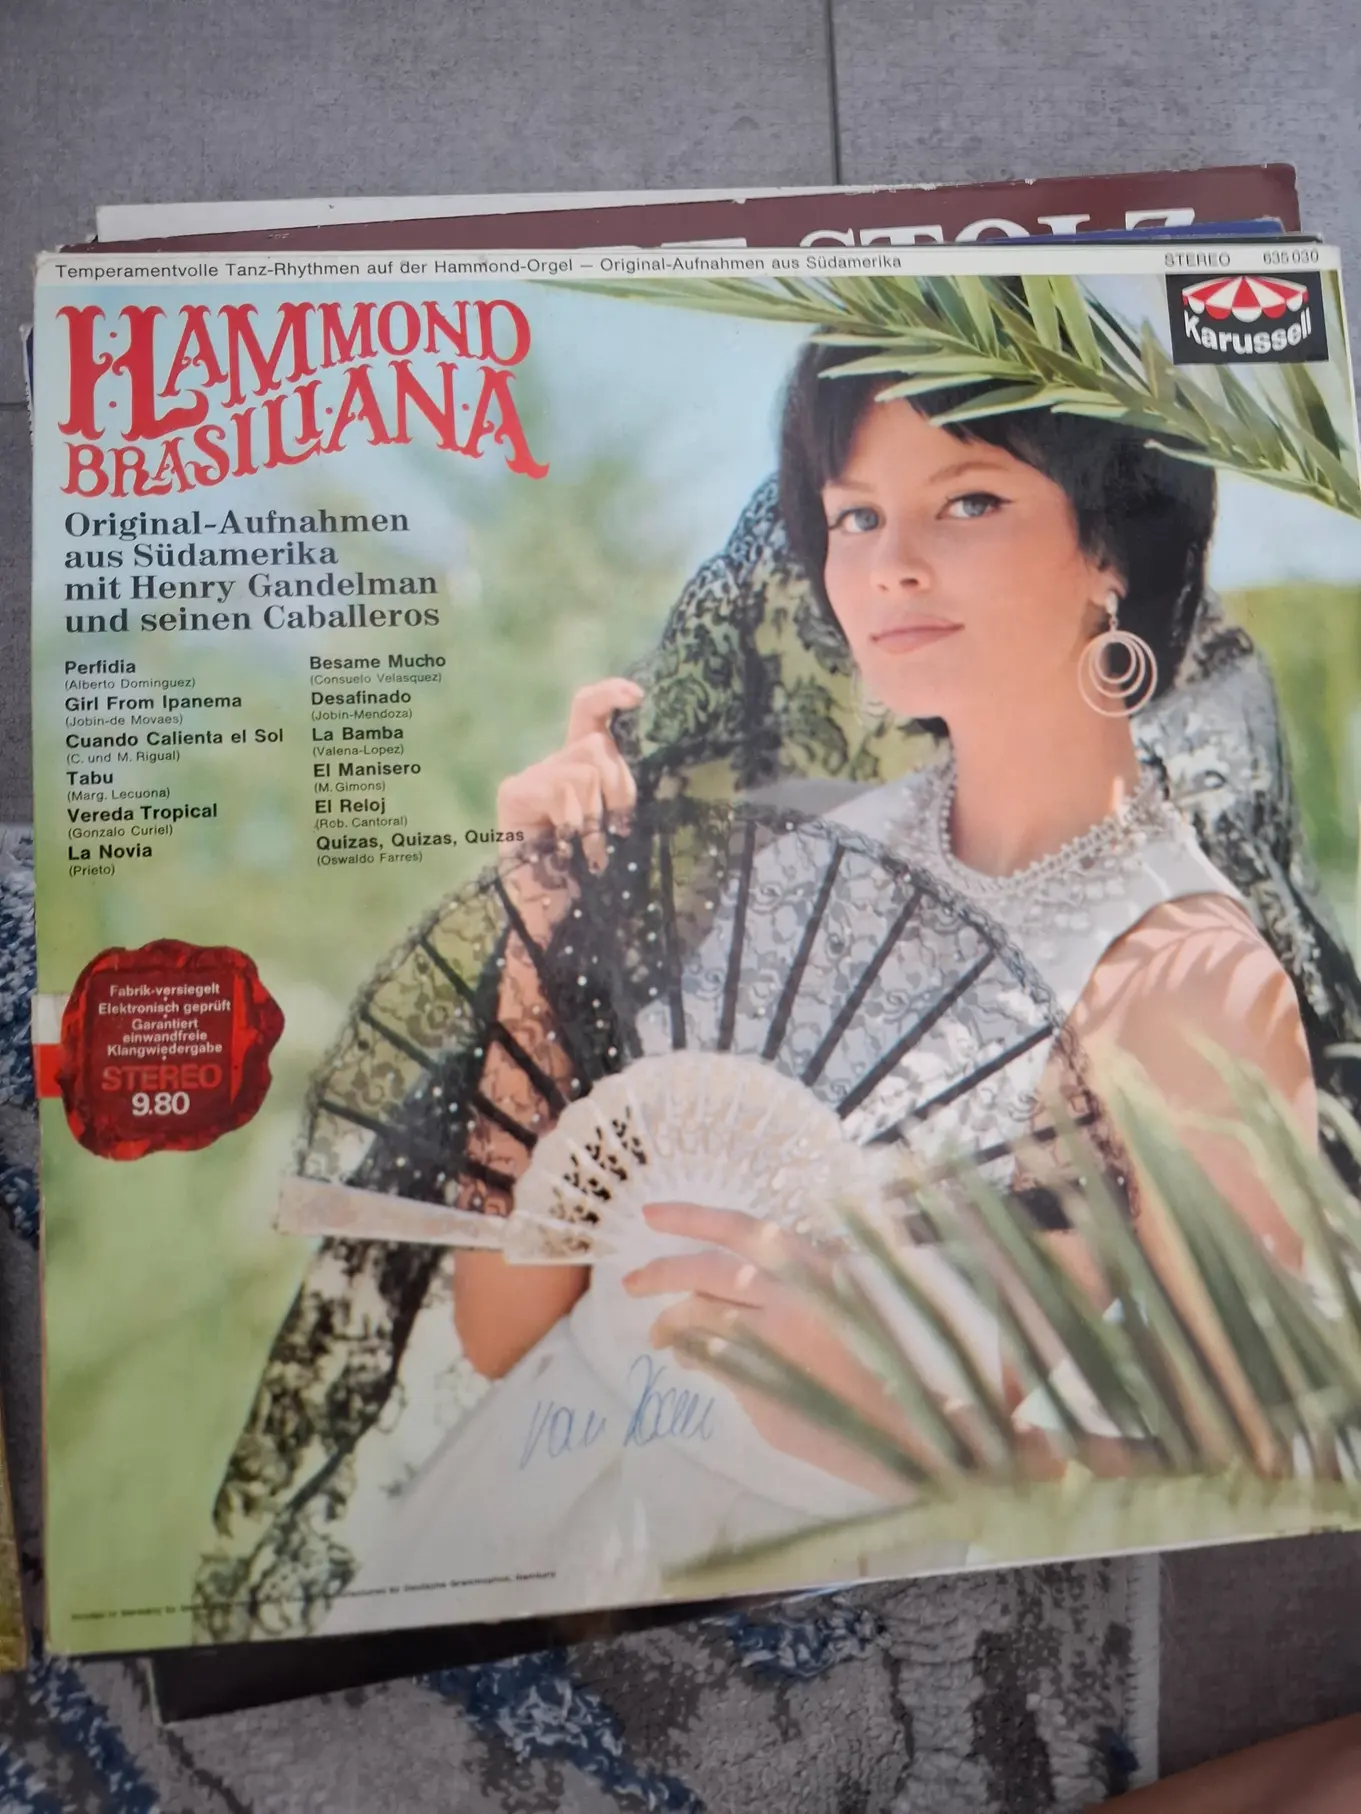 STOLZ
Temperamentvolle Tanz-Rhythmen auf der Hammond-Orgel – Original-Aufnahmen aus Südamerika
STEREO 635 030
Karussell
HAMMOND
BRASILIANA
Original-Aufnahmen
aus Südamerika
mit Henry Gandelman
und seinen Caballeros
Perfidia
(Alberto Dominguez)
Girl From Ipanema
(Jobin-de Movaes)
Cuando Calienta el Sol
(C. und M. Rigual)
Tabu
(Marg. Lecuona)
Vereda Tropical
(Gonzalo Curiel)
La Novia
(Prieto)
Besame Mucho
(Consuelo Velasquez)
Desafinado
(Jobin-Mendoza)
La Bamba
(Valena-Lopez)
El Manisero
(M. Gimons)
El Reloj
(Rob. Cantoral)
Quizas, Quizas, Quizas
(Oswaldo Farres)
Fabrik-versiegelt
Elektronisch geprüft
Garantiert
einwandfreie
Klangwiedergabe
STEREO
9.80
van